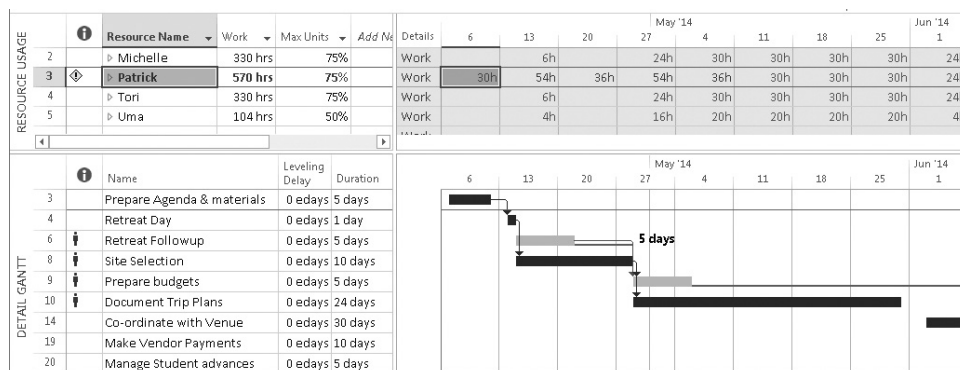 May '14 Jun '14
Resource Name Work Max Units Add Ne Details 6 13 20 27 4 11 18 25 1
2 Michelle 330 hrs 75% Work 6h 24h 30h 30h 30h 30h 24h
3 Patrick 570 hrs 75% Work 30h 54h 36h 54h 36h 30h 30h 30h 24h
4 Tori 330 hrs 75% Work 6h 24h 30h 30h 30h 30h 24h
5 Uma 104 hrs 50% Work 4h 16h 20h 20h 20h 20h 4
RESOURCE USAGE
May '14 Jun '14
Name Leveling Delay Duration 6 13 20 27 4 11 18 25 1
3 Prepare Agenda & materials 0 edays 5 days
4 Retreat Day 0 edays 1 day
6 Retreat Followup 0 edays 5 days 5 days
8 Site Selection 0 edays 10 days
9 Prepare budgets 0 edays 5 days
10 Document Trip Plans 0 edays 24 days
14 Co-ordinate with Venue 0 edays 30 days
19 Make Vendor Payments 0 edays 10 days
20 Manage Student advances 0 edays 5 days
DETAIL GANTT